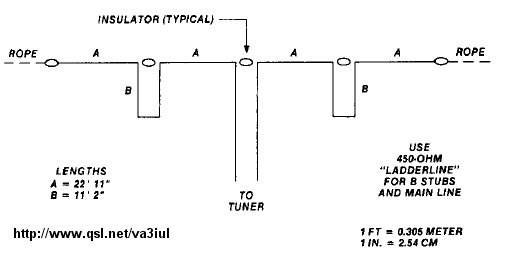 INSULATOR (TYPICAL)
ROPE
A
A
A
A
ROPE
B
B
LENGTHS
A = 22' 11"
B = 11' 2"
TO
TUNER
USE
450-OHM
"LADDERLINE"
FOR B STUBS
AND MAIN LINE
http://www.qsl.net/va3iul
1 FT = 0.305 METER
1 IN. = 2.54 CM